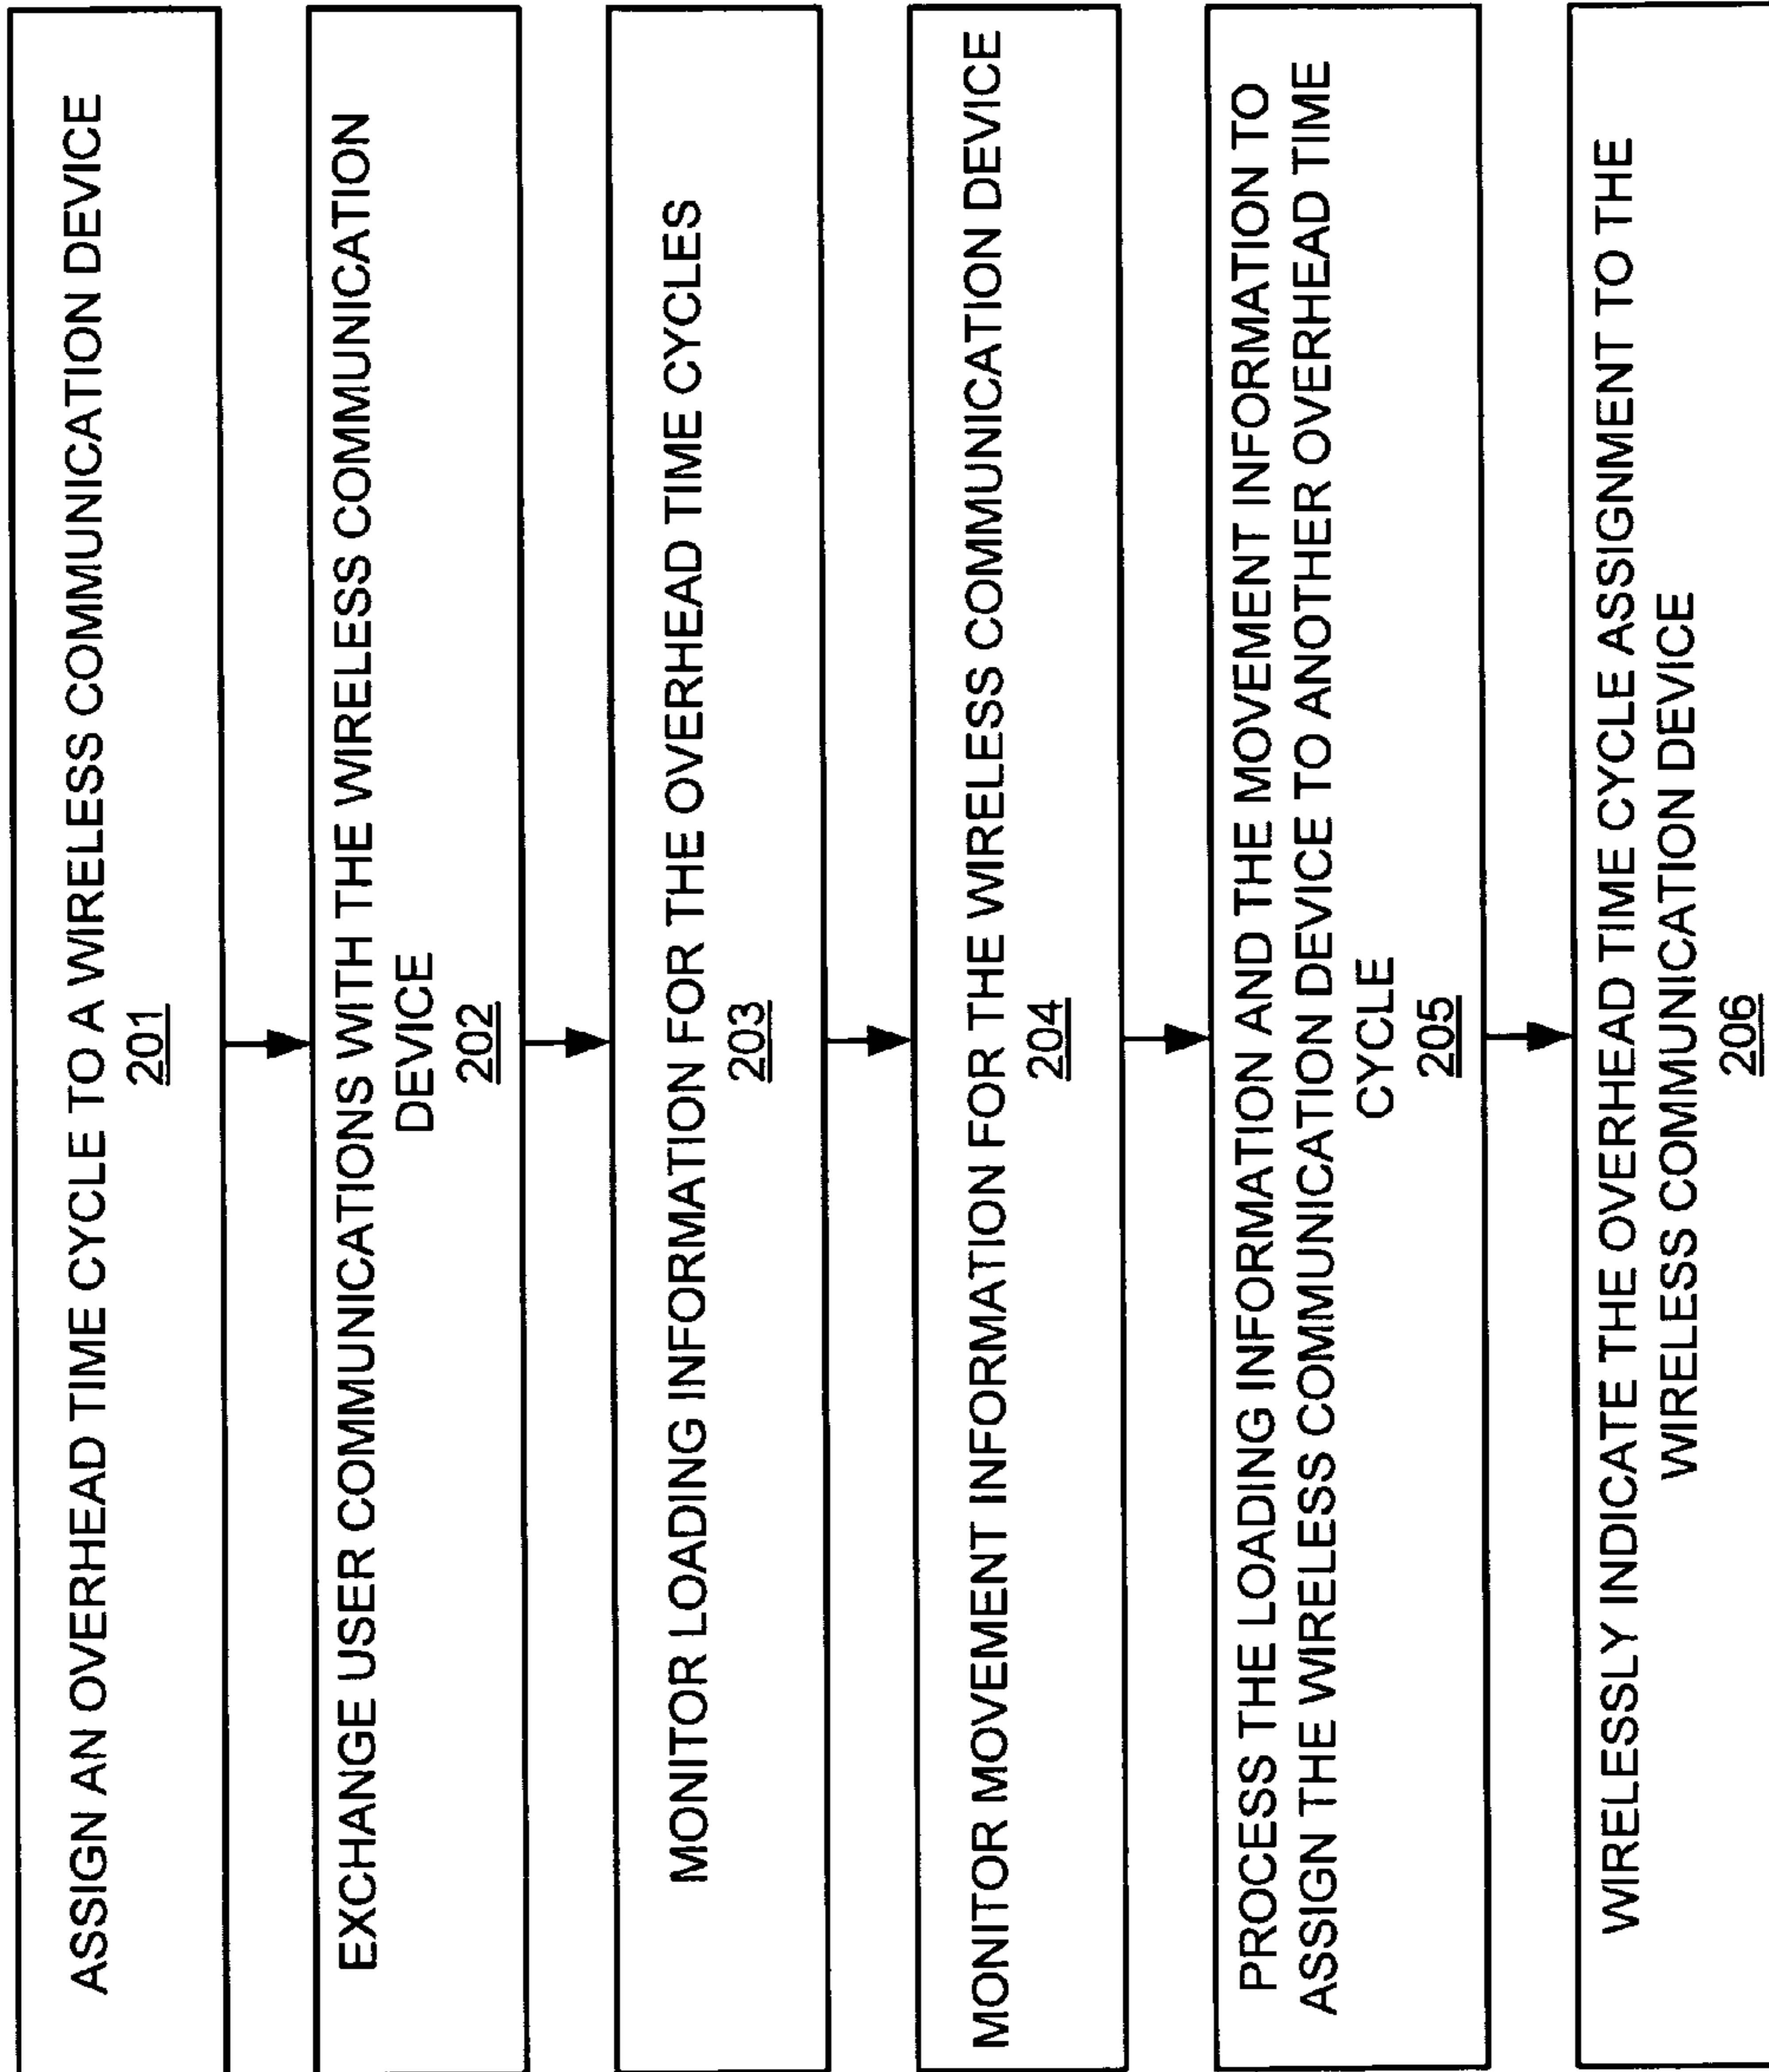 ASSIGN AN OVERHEAD TIME CYCLE TO A WIRELESS COMMUNICATION DEVICE
201
EXCHANGE USER COMMUNICATIONS WITH THE WIRELESS COMMUNICATION
DEVICE
202
MONITOR LOADING INFORMATION FOR THE OVERHEAD TIME CYCLES
203
MONITOR MOVEMENT INFORMATION FOR THE WIRELESS COMMUNICATION DEVICE
204
PROCESS THE LOADING INFORMATION AND THE MOVEMENT INFORMATION TO
ASSIGN THE WIRELESS COMMUNICATION DEVICE TO ANOTHER OVERHEAD TIME
CYCLE
205
WIRELESSLY INDICATE THE OVERHEAD TIME CYCLE ASSIGNMENT TO THE
WIRELESS COMMUNICATION DEVICE
206